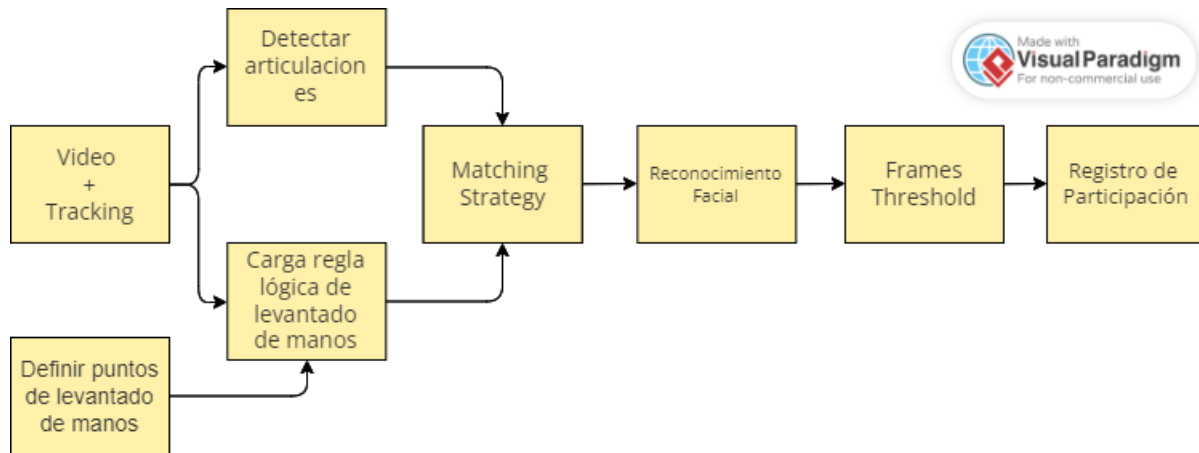 Detectar
articulacion
es
Made with
Visual Paradigm
For non-commercial use
Video
+
Tracking
Matching
Strategy
Reconocimiento
Facial
Frames
Threshold
Registro de
Participación
Carga regla
lógica de
levantado
de manos
Definir puntos
de levantado
de manos